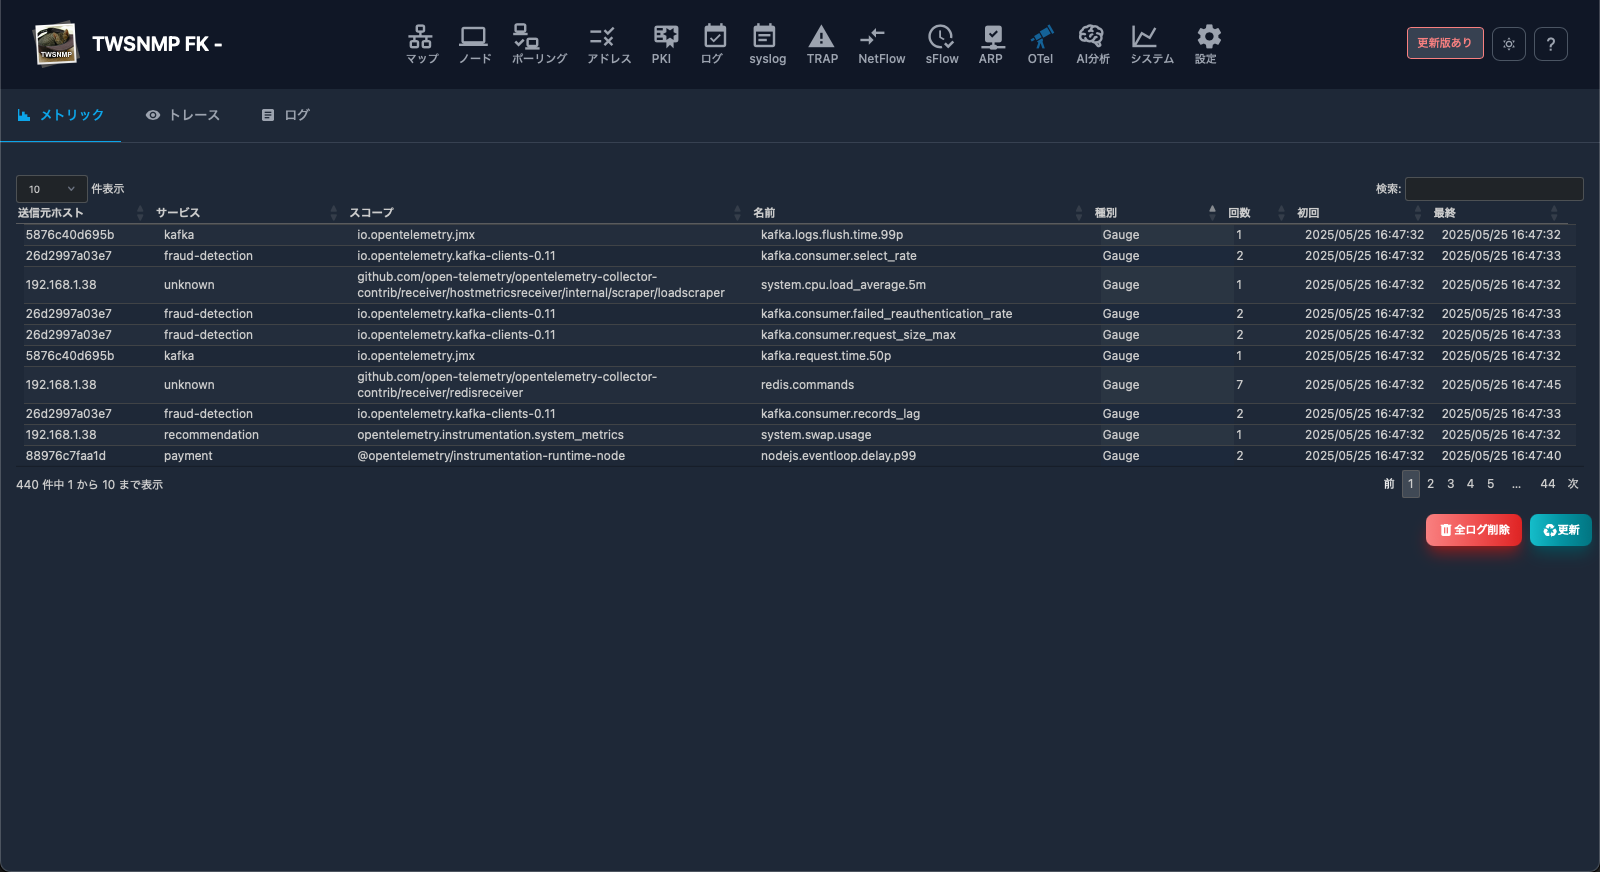 TWSNMP
TWSNMP FK -
マップ ノード ポーリング アドレス PKI ログ syslog TRAP NetFlow sFlow ARP OTel AI分析 システム 設定
更新版あり
?
メトリック トレース ログ
10 件表示 検索:
送信元ホスト サービス スコープ 名前 種別 回数 初回 最終
5876c40d695b kafka io.opentelemetry.jmx kafka.logs.flush.time.99p Gauge 1 2025/05/25 16:47:32 2025/05/25 16:47:32
26d2997a03e7 fraud-detection io.opentelemetry.kafka-clients-0.11 kafka.consumer.select_rate Gauge 2 2025/05/25 16:47:32 2025/05/25 16:47:33
192.168.1.38 unknown github.com/open-telemetry/opentelemetry-collector-
contrib/receiver/hostmetricsreceiver/internal/scraper/loadscraper system.cpu.load_average.5m Gauge 1 2025/05/25 16:47:32 2025/05/25 16:47:32
26d2997a03e7 fraud-detection io.opentelemetry.kafka-clients-0.11 kafka.consumer.failed_reauthentication_rate Gauge 2 2025/05/25 16:47:32 2025/05/25 16:47:33
26d2997a03e7 fraud-detection io.opentelemetry.kafka-clients-0.11 kafka.consumer.request_size_max Gauge 2 2025/05/25 16:47:32 2025/05/25 16:47:33
5876c40d695b kafka io.opentelemetry.jmx kafka.request.time.50p Gauge 1 2025/05/25 16:47:32 2025/05/25 16:47:32
192.168.1.38 unknown github.com/open-telemetry/opentelemetry-collector-
contrib/receiver/redisreceiver redis.commands Gauge 7 2025/05/25 16:47:32 2025/05/25 16:47:45
26d2997a03e7 fraud-detection io.opentelemetry.kafka-clients-0.11 kafka.consumer.records_lag Gauge 2 2025/05/25 16:47:32 2025/05/25 16:47:33
192.168.1.38 recommendation opentelemetry.instrumentation.system_metrics system.swap.usage Gauge 1 2025/05/25 16:47:32 2025/05/25 16:47:32
88976c7faa1d payment @opentelemetry/instrumentation-runtime-node nodejs.eventloop.delay.p99 Gauge 2 2025/05/25 16:47:32 2025/05/25 16:47:40
440 件中 1 から 10 まで表示 前 1 2 3 4 5 … 44 次
全ログ削除 更新